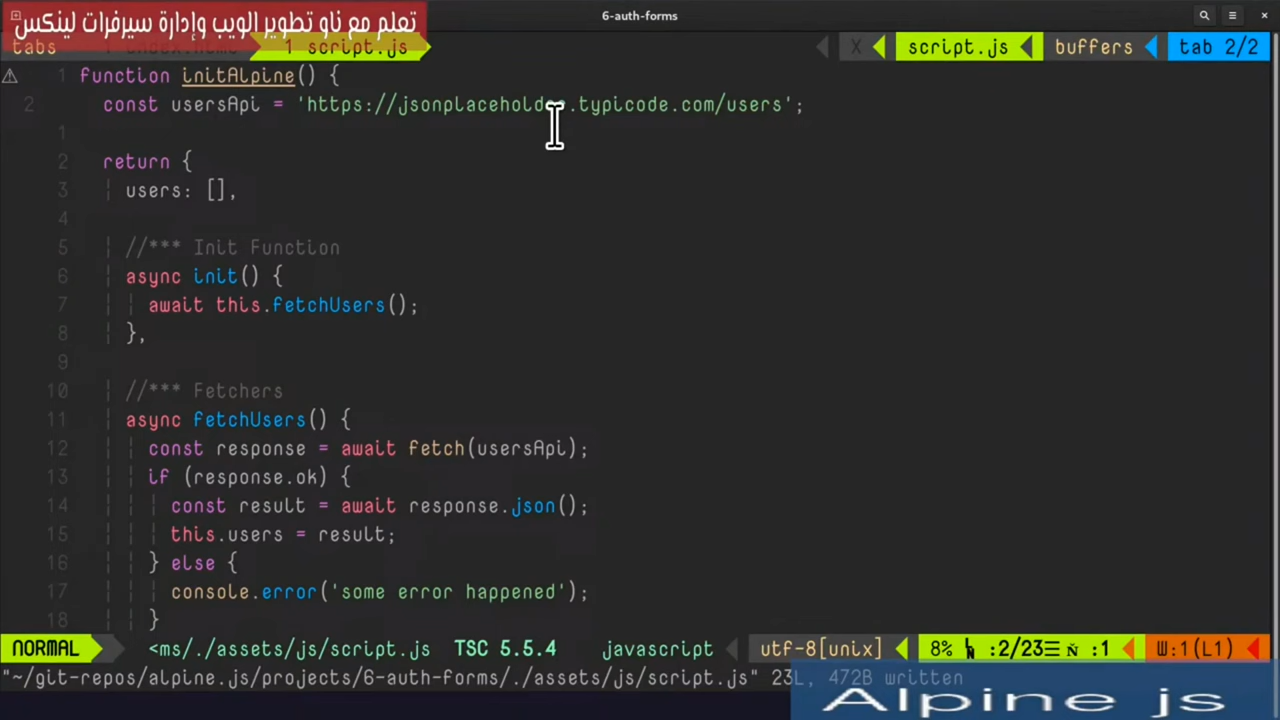 6-auth-forms
تعلم مع ناو تطوير الويب وإدارة سيرفرات لينكس
tabs 1 index.html 1 script.js X script.js buffers tab 2/2
1 function initAlpine() {
2 const usersApi = 'https://jsonplaceholder.typicode.com/users';
1
2 return {
3 users: [],
4
5 //*** Init Function
6 async init() {
7 await this.fetchUsers();
8 },
9
10 //*** Fetchers
11 async fetchUsers() {
12 const response = await fetch(usersApi);
13 if (response.ok) {
14 const result = await response.json();
15 this.users = result;
16 } else {
17 console.error('some error happened');
18 }
NORMAL <ms/./assets/js/script.js TSC 5.5.4 javascript utf-8[unix] 8% :2/23☰ :1 W:1(L1)
"~/git-repos/alpine.js/projects/6-auth-forms/./assets/js/script.js" 23L, 472B written
Alpine js